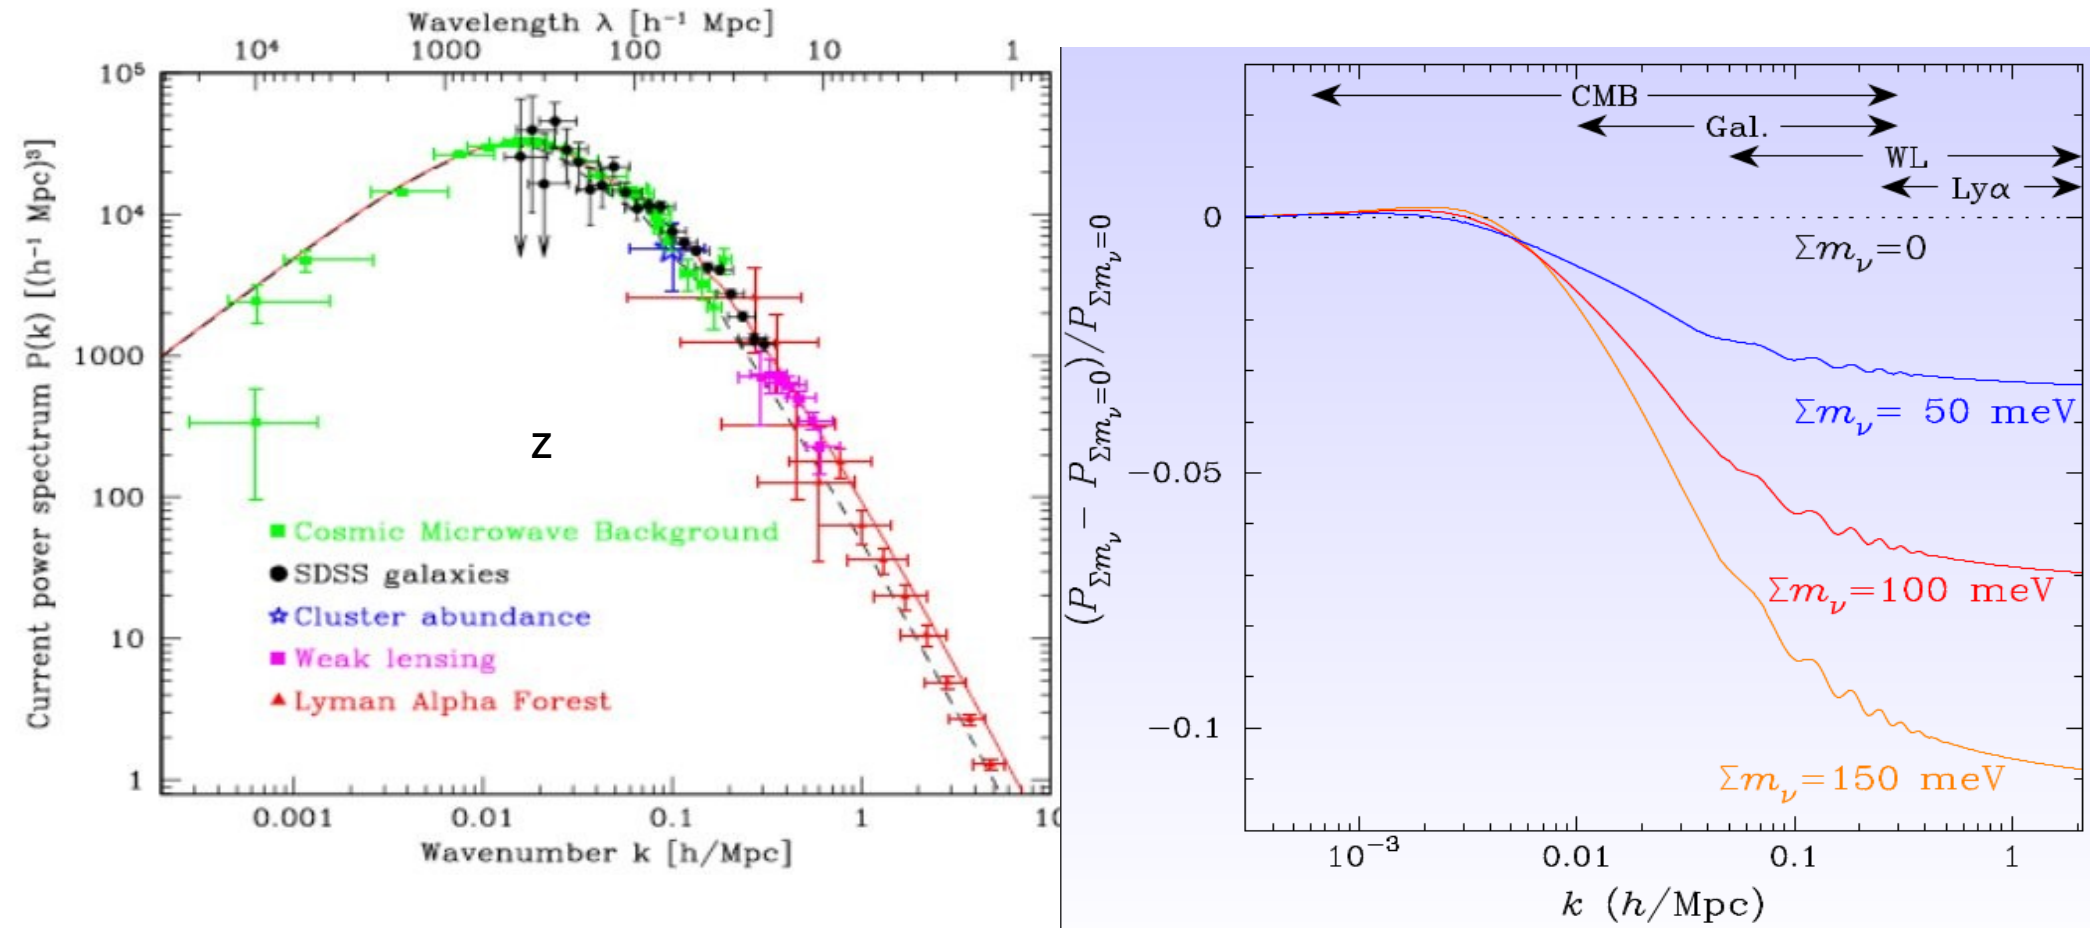 Wavelength λ [h⁻¹ Mpc]
10⁴ 1000 100 10 1
Current power spectrum P(k) [(h⁻¹ Mpc)³]
10⁵
10⁴
1000
100
10
1
z
Cosmic Microwave Background
SDSS galaxies
Cluster abundance
Weak lensing
Lyman Alpha Forest
0.001 0.01 0.1 1 10
Wavenumber k [h/Mpc]
(P_Σm_ν − P_Σm_ν=0)/P_Σm_ν=0
CMB
Gal.
WL
Lyα
0
−0.05
−0.1
Σm_ν=0
Σm_ν= 50 meV
Σm_ν=100 meV
Σm_ν=150 meV
10⁻³ 0.01 0.1 1
k (h/Mpc)